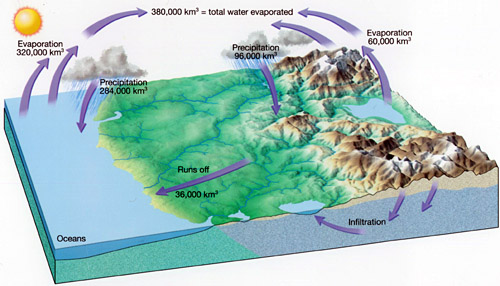 380,000 km³ = total water evaporated
Evaporation
320,000 km³
Precipitation
284,000 km³
Precipitation
96,000 km³
Evaporation
60,000 km³
Runs off
36,000 km³
Oceans
Infiltration